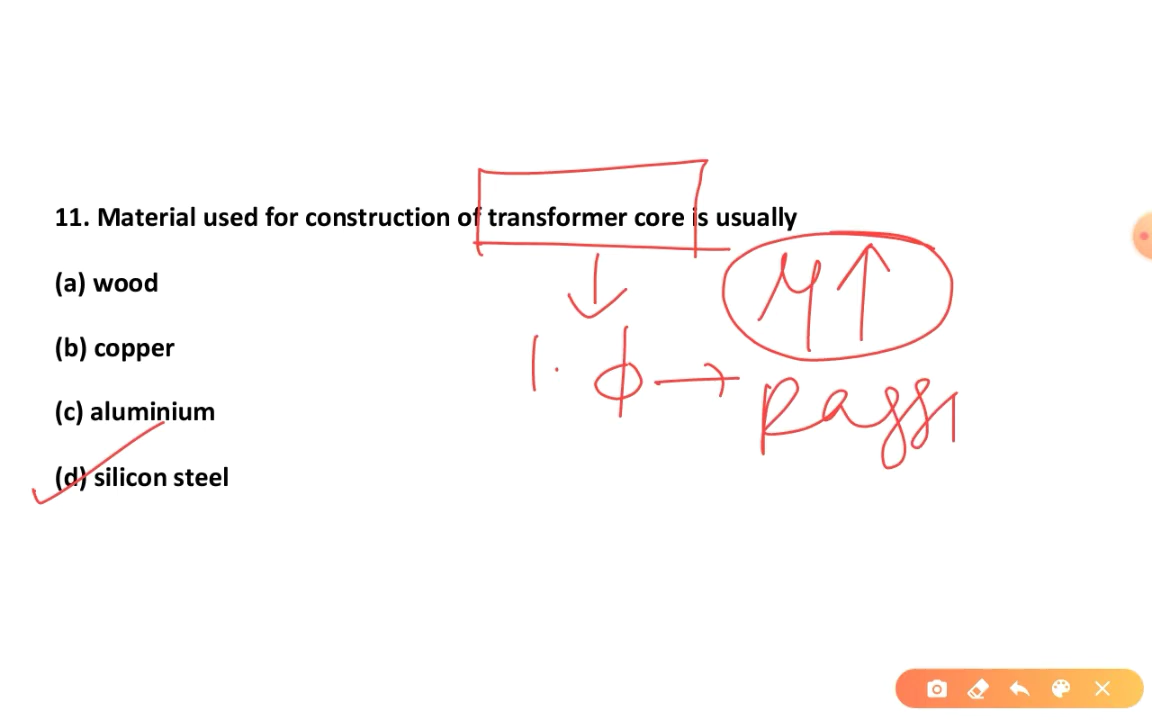 11. Material used for construction of transformer core is usually
(a) wood
(b) copper
(c) aluminium
(d) silicon steel
μ↑
1. ϕ →